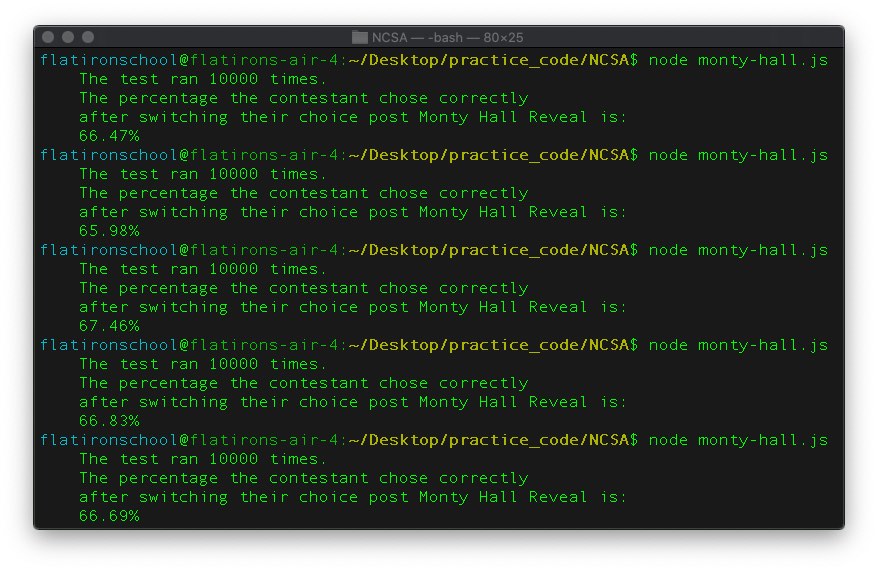 NCSA — -bash — 80×25
flatironschool@flatirons-air-4:~/Desktop/practice_code/NCSA$ node monty-hall.js
The test ran 10000 times.
The percentage the contestant chose correctly
after switching their choice post Monty Hall Reveal is:
66.47%
flatironschool@flatirons-air-4:~/Desktop/practice_code/NCSA$ node monty-hall.js
The test ran 10000 times.
The percentage the contestant chose correctly
after switching their choice post Monty Hall Reveal is:
65.98%
flatironschool@flatirons-air-4:~/Desktop/practice_code/NCSA$ node monty-hall.js
The test ran 10000 times.
The percentage the contestant chose correctly
after switching their choice post Monty Hall Reveal is:
67.46%
flatironschool@flatirons-air-4:~/Desktop/practice_code/NCSA$ node monty-hall.js
The test ran 10000 times.
The percentage the contestant chose correctly
after switching their choice post Monty Hall Reveal is:
66.83%
flatironschool@flatirons-air-4:~/Desktop/practice_code/NCSA$ node monty-hall.js
The test ran 10000 times.
The percentage the contestant chose correctly
after switching their choice post Monty Hall Reveal is:
66.69%